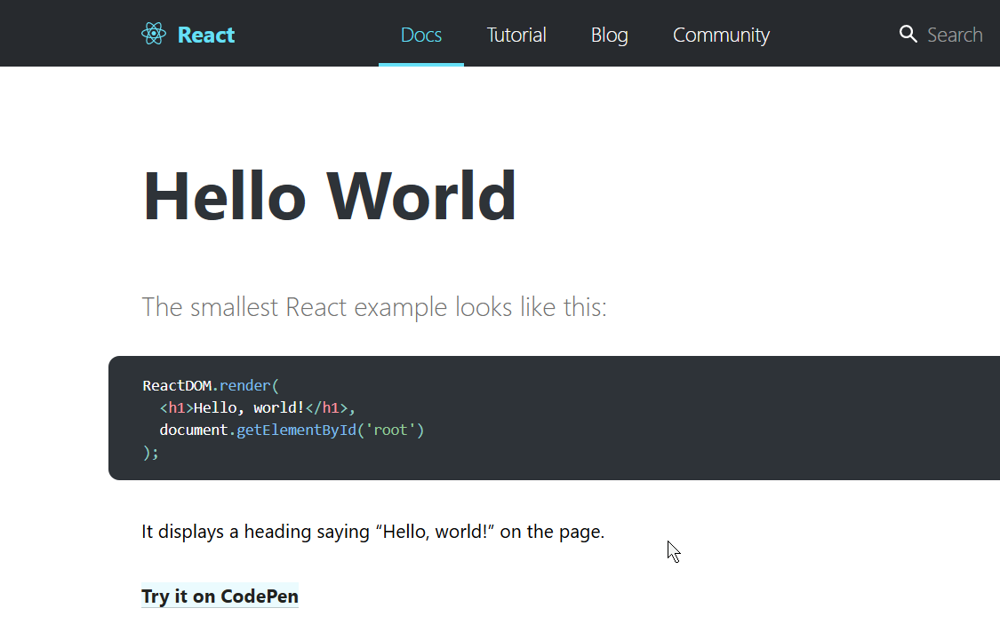 React Docs Tutorial Blog Community Search
Hello World
The smallest React example looks like this:
ReactDOM.render(
  <h1>Hello, world!</h1>,
  document.getElementById('root')
);
It displays a heading saying “Hello, world!” on the page.
Try it on CodePen